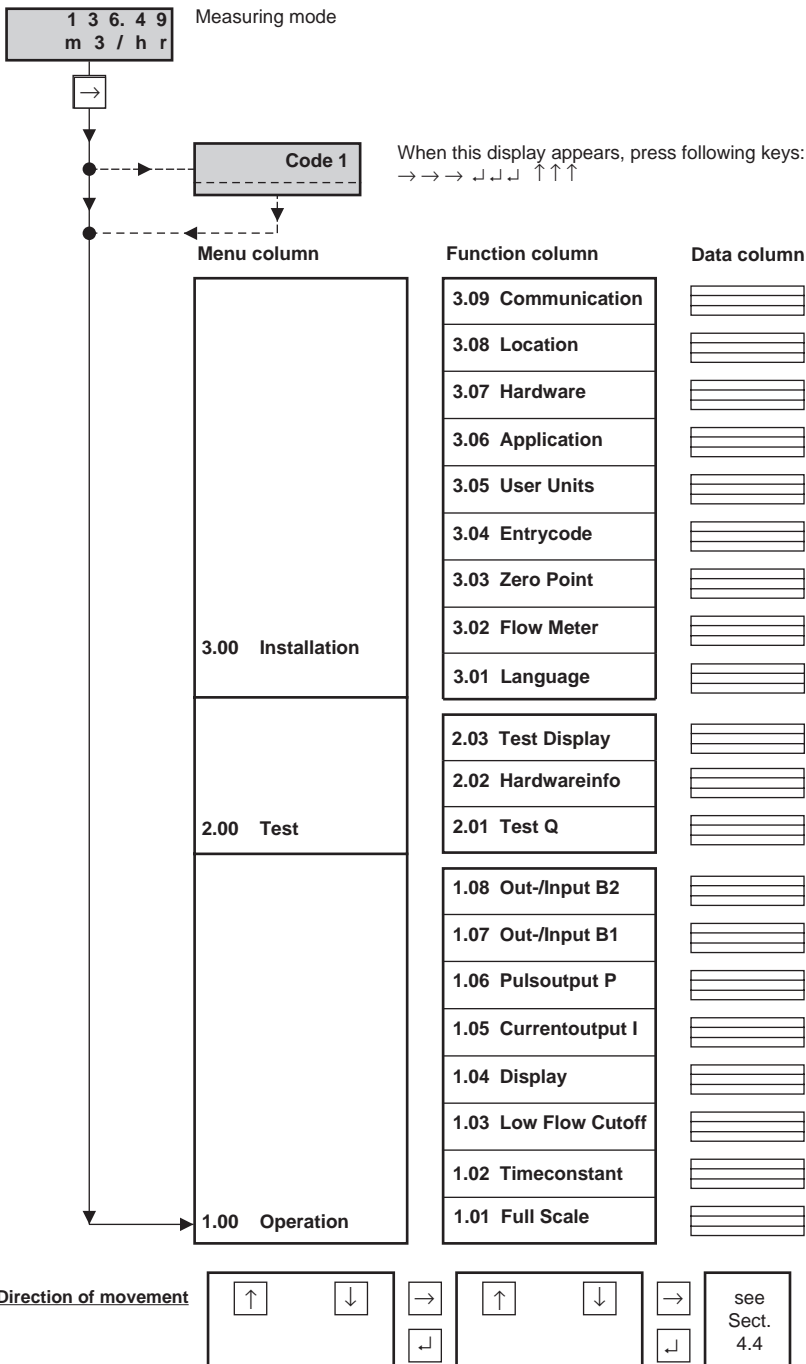 1 3 6. 4 9
m 3 / h r
Measuring mode
→
Code 1
When this display appears, press following keys:
→ → → ↵ ↵ ↵ ↑ ↑ ↑
Menu column Function column Data column
3.09 Communication
3.08 Location
3.07 Hardware
3.06 Application
3.05 User Units
3.04 Entrycode
3.03 Zero Point
3.02 Flow Meter
3.00 Installation
3.01 Language
2.03 Test Display
2.02 Hardwareinfo
2.00 Test 2.01 Test Q
1.08 Out-/Input B2
1.07 Out-/Input B1
1.06 Pulsoutput P
1.05 Currentoutput I
1.04 Display
1.03 Low Flow Cutoff
1.02 Timeconstant
1.00 Operation 1.01 Full Scale
Direction of movement ↑ ↓ → ↑ ↓ → see
Sect.
↵ ↵ 4.4